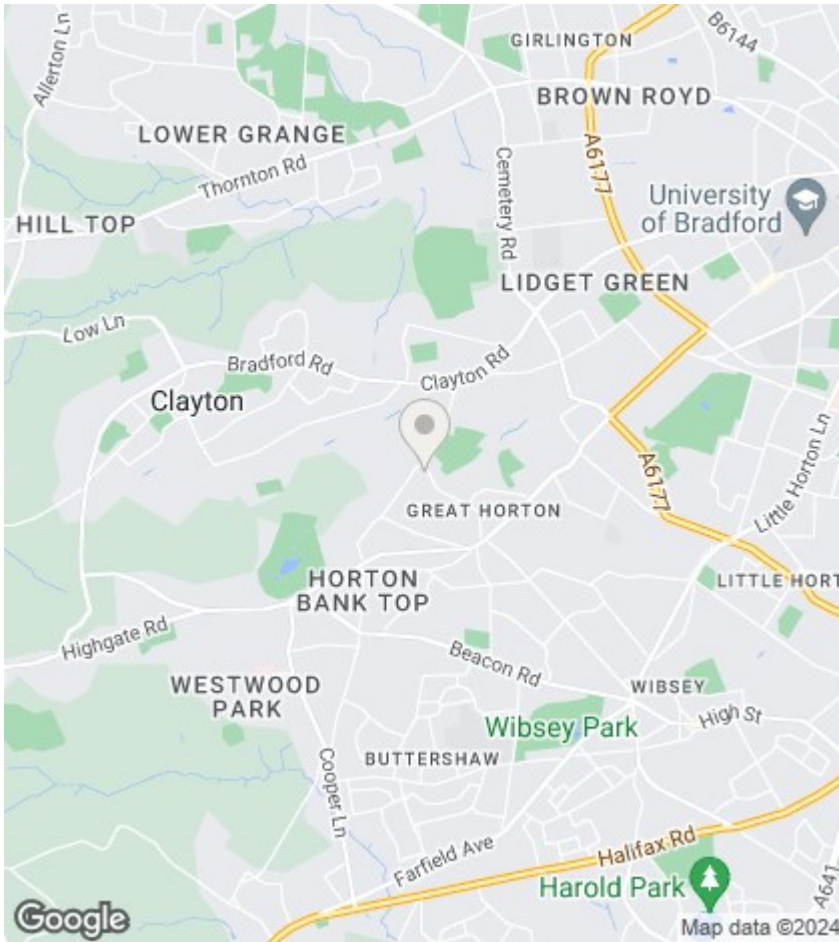 B6144
GIRLINGTON
Allerton Ln
BROWN ROYD
LOWER GRANGE
A6177
Thornton Rd
Cemetery Rd
University
of Bradford
HILL TOP
LIDGET GREEN
Low Ln
Bradford Rd
Clayton Rd
Clayton
A6177
Little Horton Ln
GREAT HORTON
HORTON
BANK TOP
LITTLE HORT
Highgate Rd
Beacon Rd
WESTWOOD
PARK
WIBSEY
High St
Wibsey Park
BUTTERSHAW
Cooper Ln
Halifax Rd
Farfield Ave
Harold Park
A641
Google
Map data ©2024